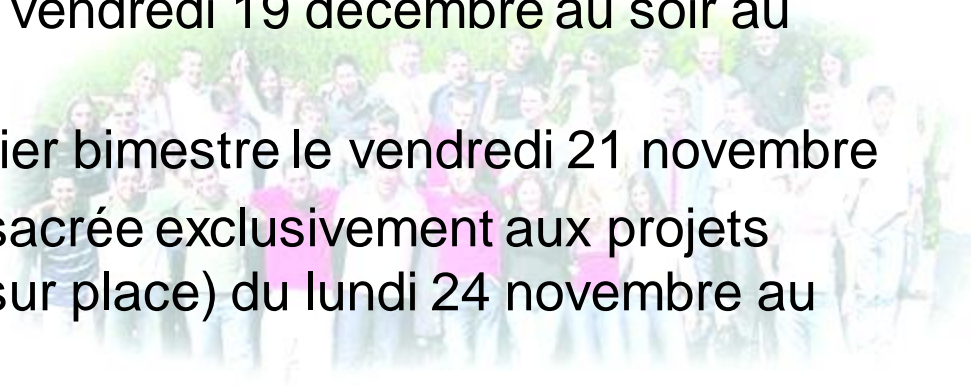 vendredi 19 décembre au soir au
ier bimestre le vendredi 21 novembre
sacrée exclusivement aux projets
sur place) du lundi 24 novembre au